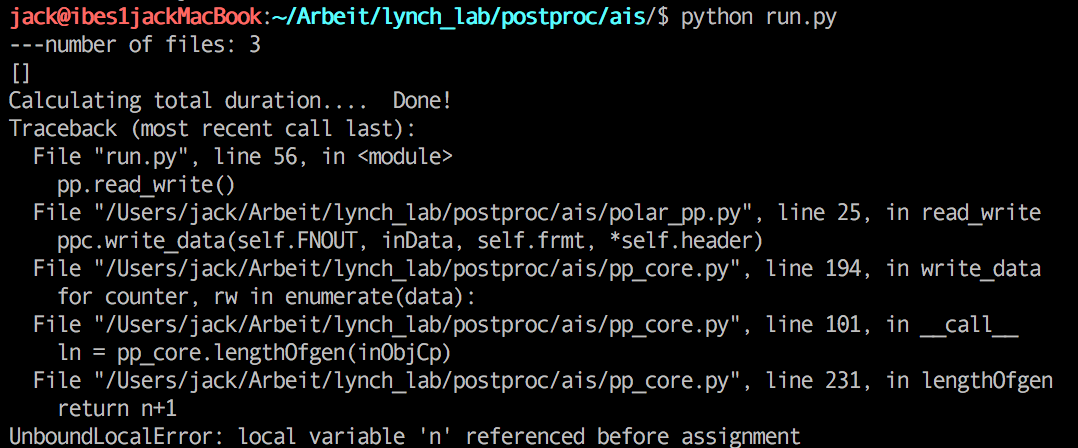 jack@ibes1jackMacBook:~/Arbeit/lynch_lab/postproc/ais/$ python run.py
---number of files: 3
[]
Calculating total duration....  Done!
Traceback (most recent call last):
  File "run.py", line 56, in <module>
    pp.read_write()
  File "/Users/jack/Arbeit/lynch_lab/postproc/ais/polar_pp.py", line 25, in read_write
    ppc.write_data(self.FNOUT, inData, self.frmt, *self.header)
  File "/Users/jack/Arbeit/lynch_lab/postproc/ais/pp_core.py", line 194, in write_data
    for counter, rw in enumerate(data):
  File "/Users/jack/Arbeit/lynch_lab/postproc/ais/pp_core.py", line 101, in __call__
    ln = pp_core.lengthOfgen(inObjCp)
  File "/Users/jack/Arbeit/lynch_lab/postproc/ais/pp_core.py", line 231, in lengthOfgen
    return n+1
UnboundLocalError: local variable 'n' referenced before assignment